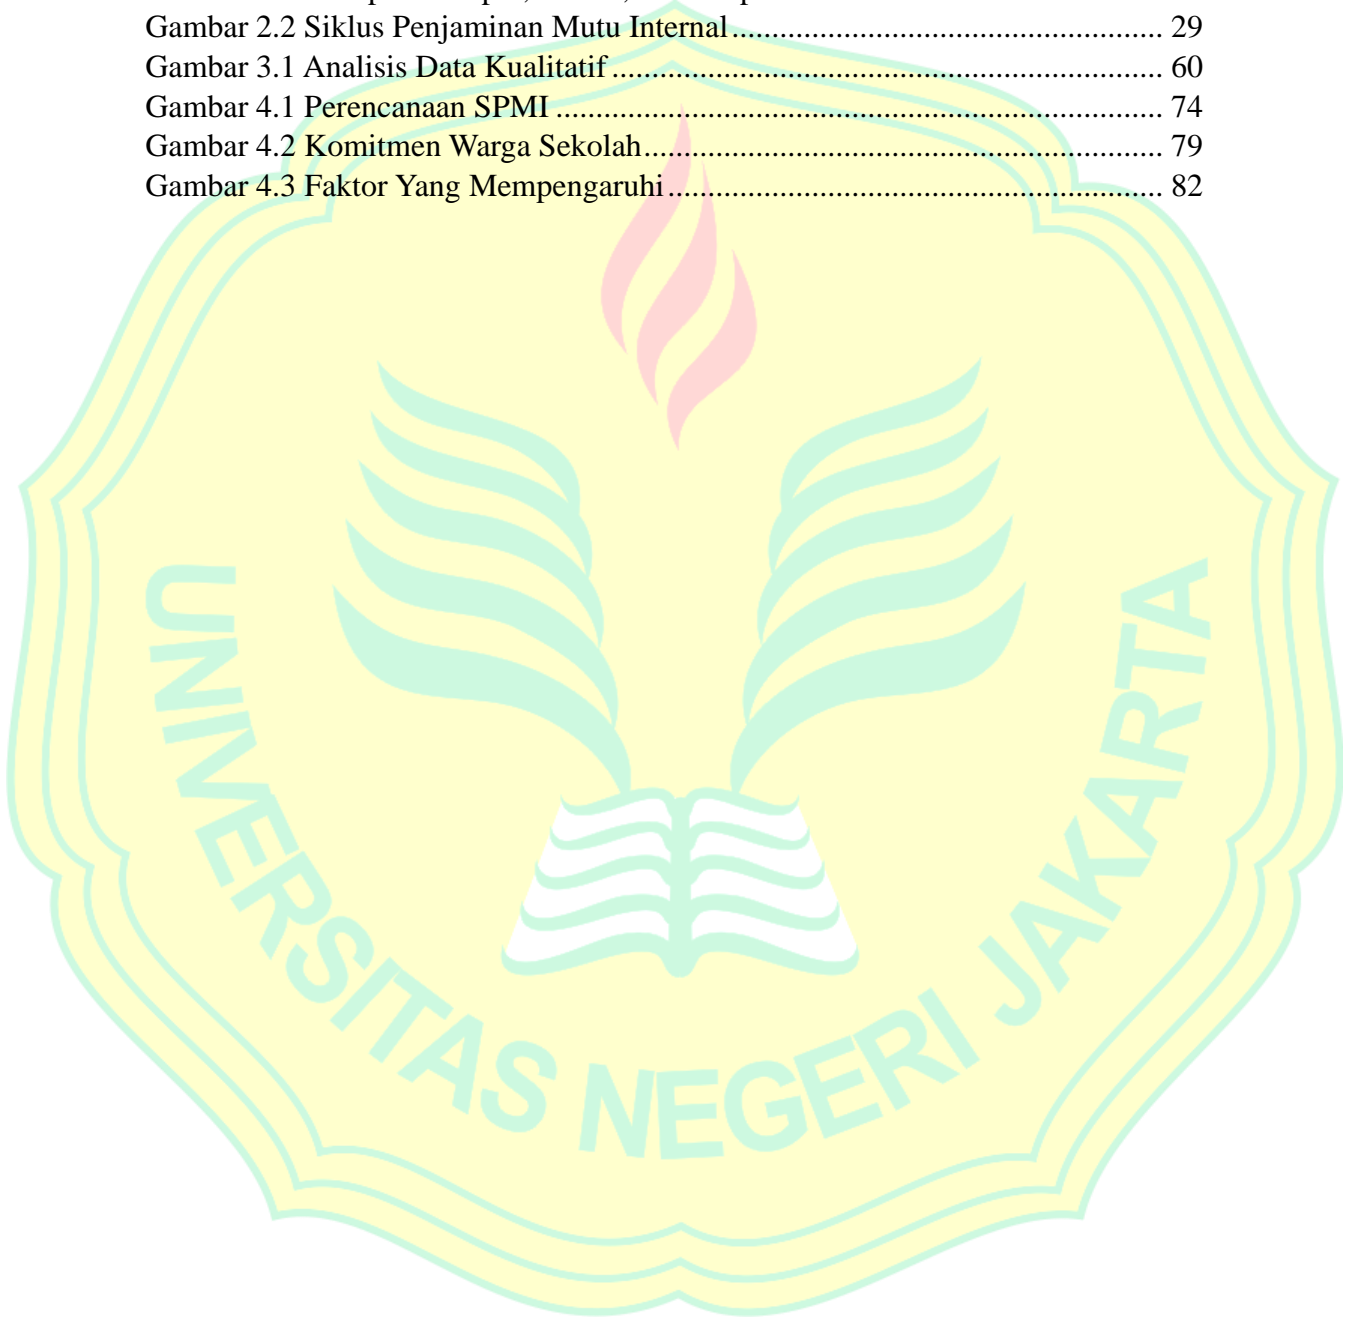 Gambar 2.2 Siklus Penjaminan Mutu Internal........................................................ 29
Gambar 3.1 Analisis Data Kualitatif ...................................................................... 60
Gambar 4.1 Perencanaan SPMI ............................................................................. 74
Gambar 4.2 Komitmen Warga Sekolah.................................................................. 79
Gambar 4.3 Faktor Yang Mempengaruhi............................................................... 82
UNIVERSITAS NEGERI JAKARTA